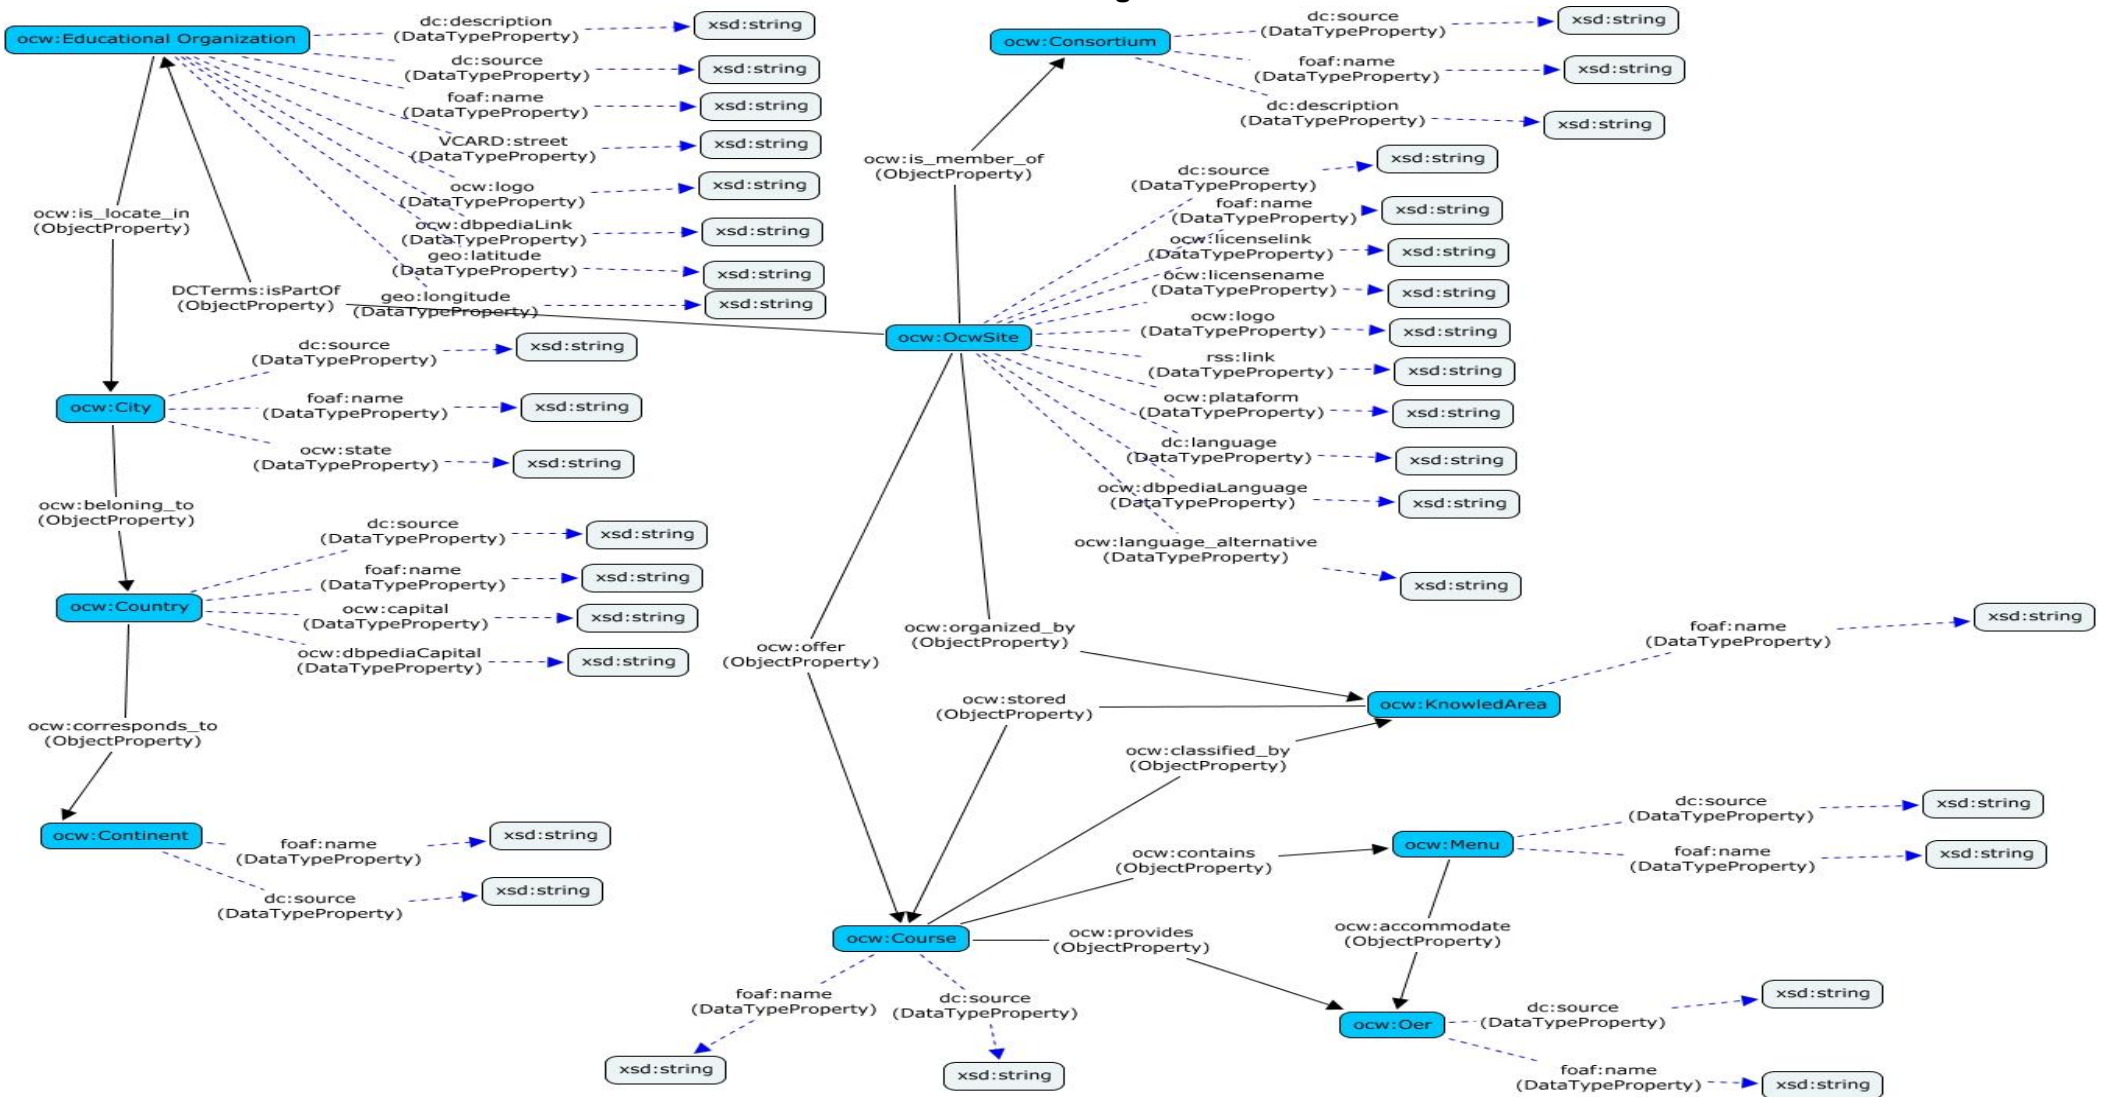 ocw:Educational Organization
dc:description
(DataTypeProperty)
xsd:string
dc:source
(DataTypeProperty)
xsd:string
foaf:name
(DataTypeProperty)
xsd:string
VCARD:street
(DataTypeProperty)
xsd:string
ocw:logo
(DataTypeProperty)
xsd:string
ocw:dbpediaLink
(DataTypeProperty)
xsd:string
geo:latitude
(DataTypeProperty)
xsd:string
geo:longitude
(DataTypeProperty)
xsd:string
ocw:is_locate_in
(ObjectProperty)
DCTerms:isPartOf
(ObjectProperty)
ocw:City
dc:source
(DataTypeProperty)
xsd:string
foaf:name
(DataTypeProperty)
xsd:string
ocw:state
(DataTypeProperty)
xsd:string
ocw:beloning_to
(ObjectProperty)
ocw:Country
dc:source
(DataTypeProperty)
xsd:string
foaf:name
(DataTypeProperty)
xsd:string
ocw:capital
(DataTypeProperty)
xsd:string
ocw:dbpediaCapital
(DataTypeProperty)
xsd:string
ocw:corresponds_to
(ObjectProperty)
ocw:Continent
foaf:name
(DataTypeProperty)
xsd:string
dc:source
(DataTypeProperty)
xsd:string
ocw:Consortium
dc:source
(DataTypeProperty)
xsd:string
foaf:name
(DataTypeProperty)
xsd:string
dc:description
(DataTypeProperty)
xsd:string
ocw:is_member_of
(ObjectProperty)
ocw:OcwSite
dc:source
(DataTypeProperty)
xsd:string
foaf:name
(DataTypeProperty)
xsd:string
ocw:licenselink
(DataTypeProperty)
xsd:string
ocw:licensename
(DataTypeProperty)
xsd:string
ocw:logo
(DataTypeProperty)
xsd:string
rss:link
(DataTypeProperty)
xsd:string
ocw:plataform
(DataTypeProperty)
xsd:string
dc:language
(DataTypeProperty)
xsd:string
ocw:dbpediaLanguage
(DataTypeProperty)
xsd:string
ocw:language_alternative
(DataTypeProperty)
xsd:string
ocw:offer
(ObjectProperty)
ocw:organized_by
(ObjectProperty)
foaf:name
(DataTypeProperty)
xsd:string
ocw:KnowledArea
ocw:stored
(ObjectProperty)
ocw:classified_by
(ObjectProperty)
ocw:contains
(ObjectProperty)
ocw:Menu
dc:source
(DataTypeProperty)
xsd:string
foaf:name
(DataTypeProperty)
xsd:string
ocw:Course
ocw:provides
(ObjectProperty)
ocw:accommodate
(ObjectProperty)
foaf:name
(DataTypeProperty)
xsd:string
dc:source
(DataTypeProperty)
xsd:string
ocw:Oer
dc:source
(DataTypeProperty)
xsd:string
foaf:name
(DataTypeProperty)
xsd:string